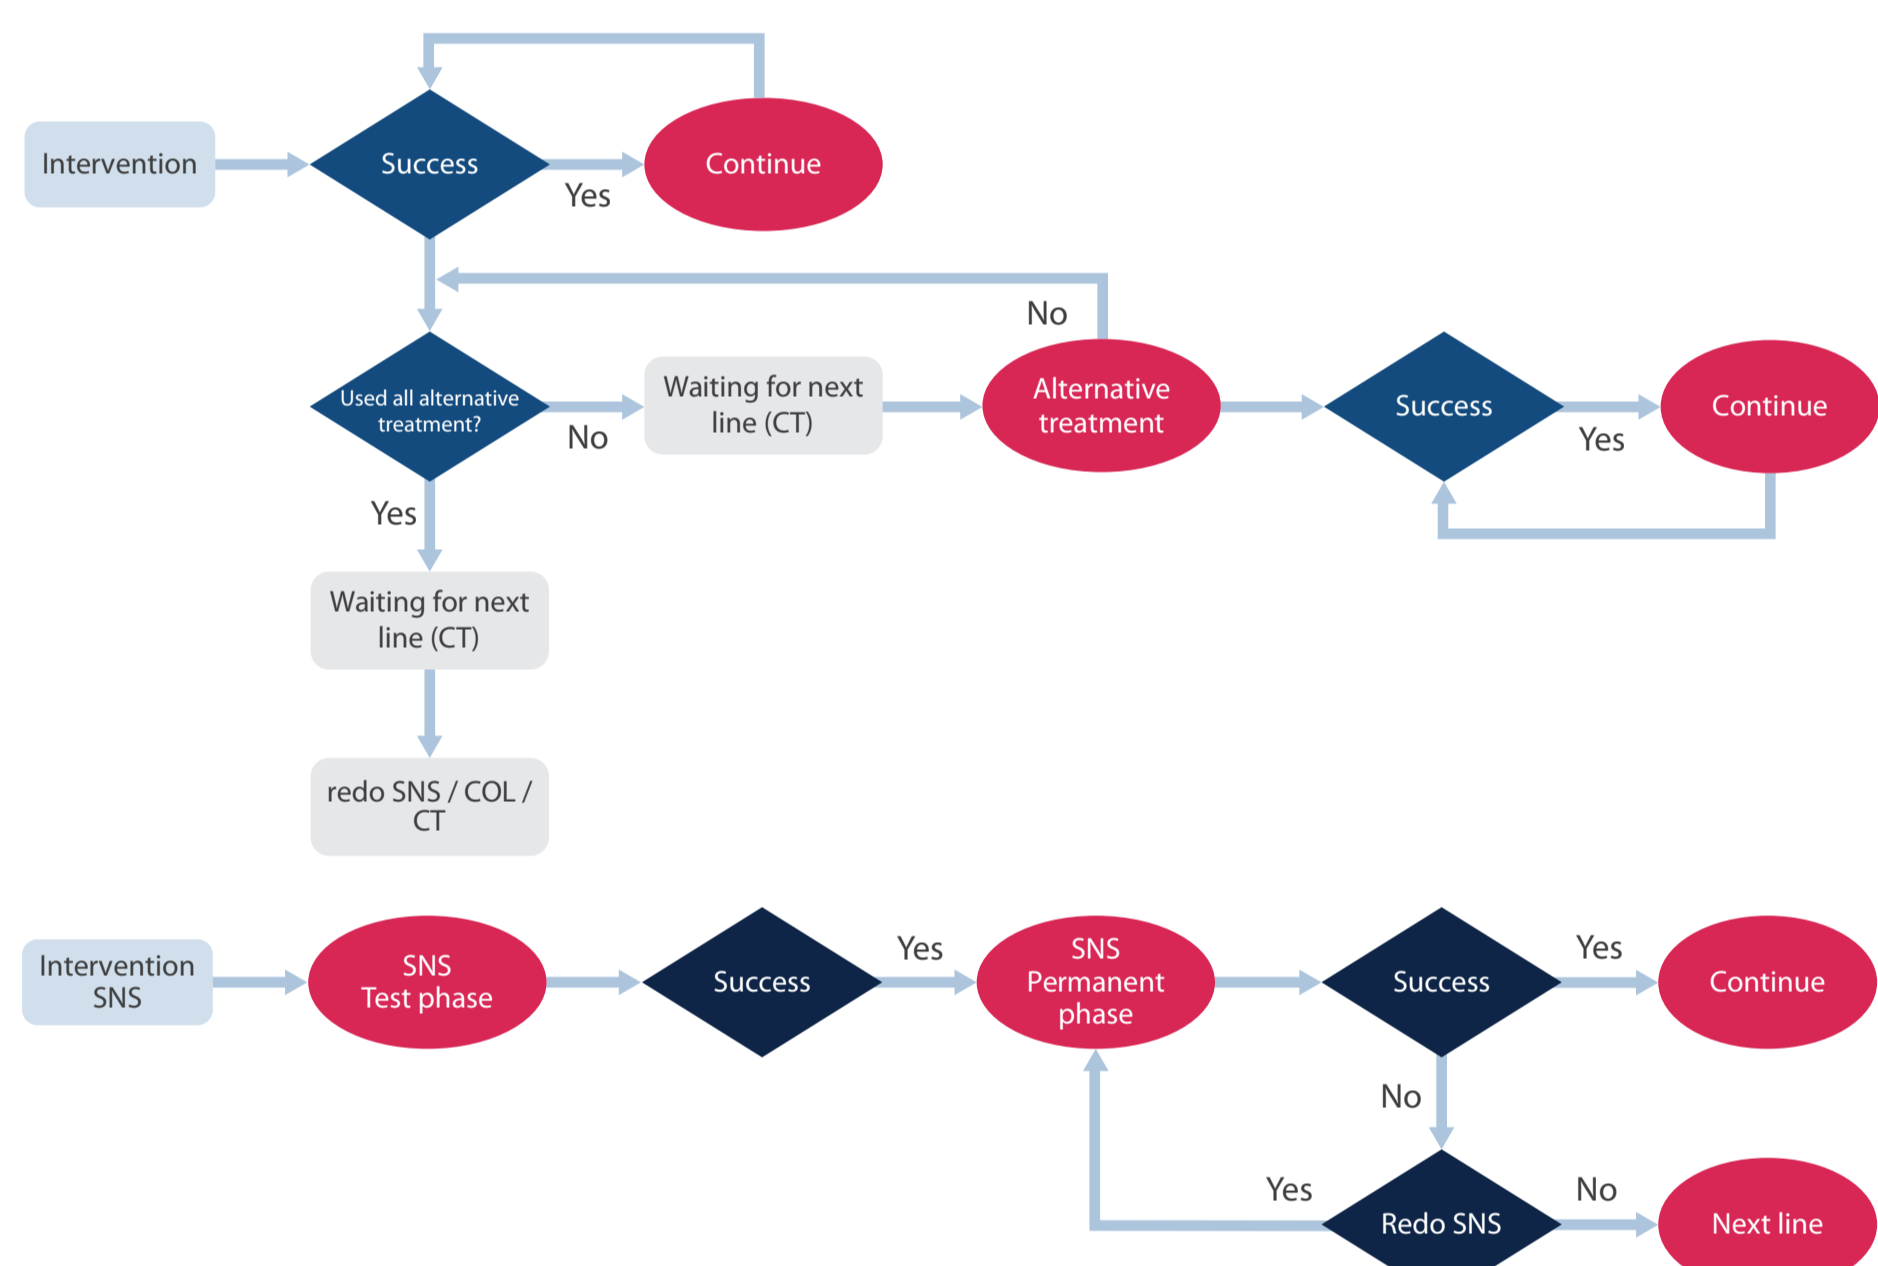 Intervention
Success
Yes
Continue
No
Used all alternative
treatment?
No
Waiting for next
line (CT)
Alternative
treatment
Success
Yes
Continue
Yes
Waiting for next
line (CT)
redo SNS / COL /
CT
Intervention
SNS
SNS
Test phase
Success
Yes
SNS
Permanent
phase
Success
Yes
Continue
No
Yes
Redo SNS
No
Next line